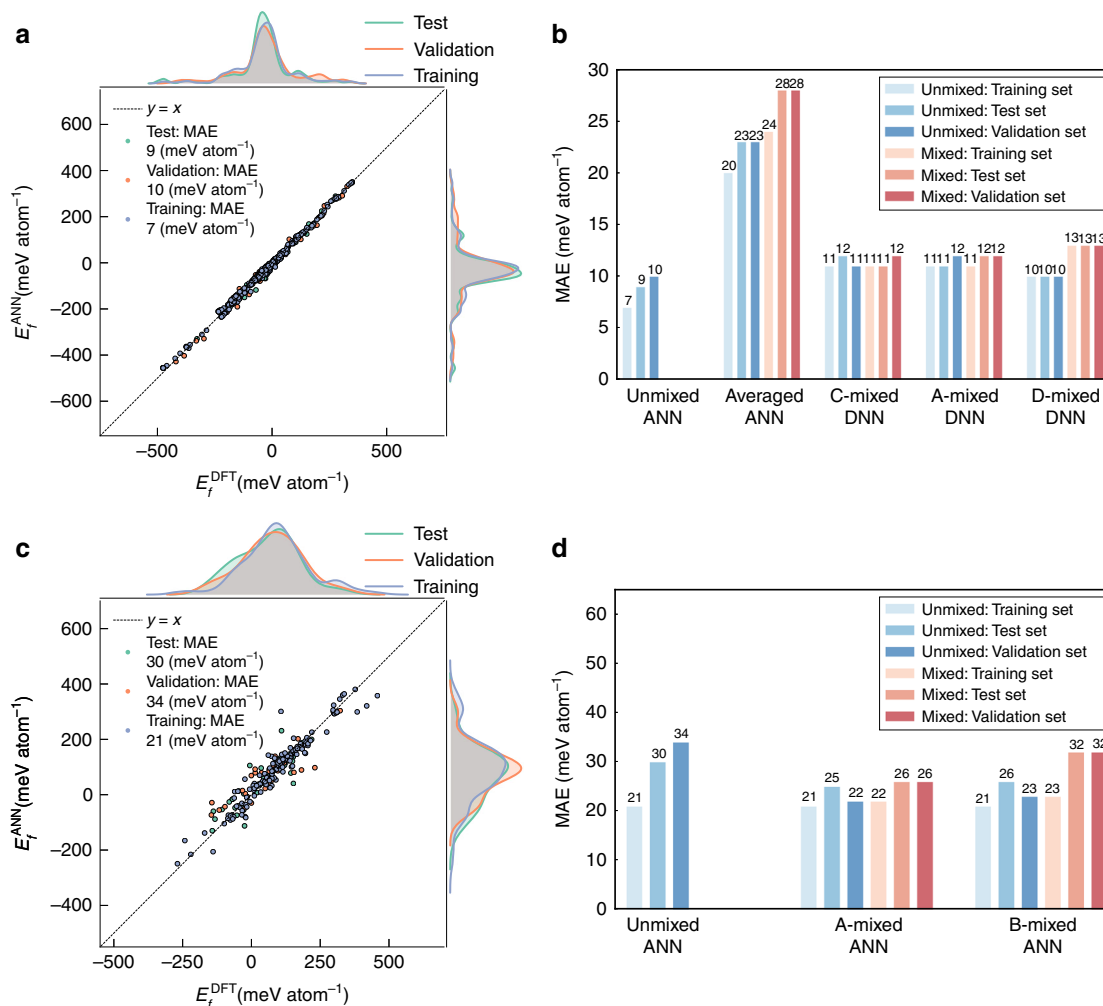 a
Test
Validation
Training
y = x
Test: MAE
9 (meV atom⁻¹)
Validation: MAE
10 (meV atom⁻¹)
Training: MAE
7 (meV atom⁻¹)
600
400
200
0
−200
−400
−600
−500 0 500
E_f^ANN (meV atom⁻¹)
E_f^DFT (meV atom⁻¹)
b
Unmixed: Training set
Unmixed: Test set
Unmixed: Validation set
Mixed: Training set
Mixed: Test set
Mixed: Validation set
30
25
20
15
10
5
0
MAE (meV atom⁻¹)
7 9 10
20 23 23 24 28 28
11 12 11 11 11 12
11 11 12 11 12 12
10 10 10 13 13 13
Unmixed Averaged C-mixed A-mixed D-mixed
ANN ANN DNN DNN DNN
c
Test
Validation
Training
y = x
Test: MAE
30 (meV atom⁻¹)
Validation: MAE
34 (meV atom⁻¹)
Training: MAE
21 (meV atom⁻¹)
600
400
200
0
−200
−400
−500 −250 0 250 500
E_f^ANN (meV atom⁻¹)
E_f^DFT (meV atom⁻¹)
d
Unmixed: Training set
Unmixed: Test set
Unmixed: Validation set
Mixed: Training set
Mixed: Test set
Mixed: Validation set
60
50
40
30
20
10
0
MAE (meV atom⁻¹)
21 30 34
21 25 22 22 26 26
21 26 23 23 32 32
Unmixed A-mixed B-mixed
ANN ANN ANN